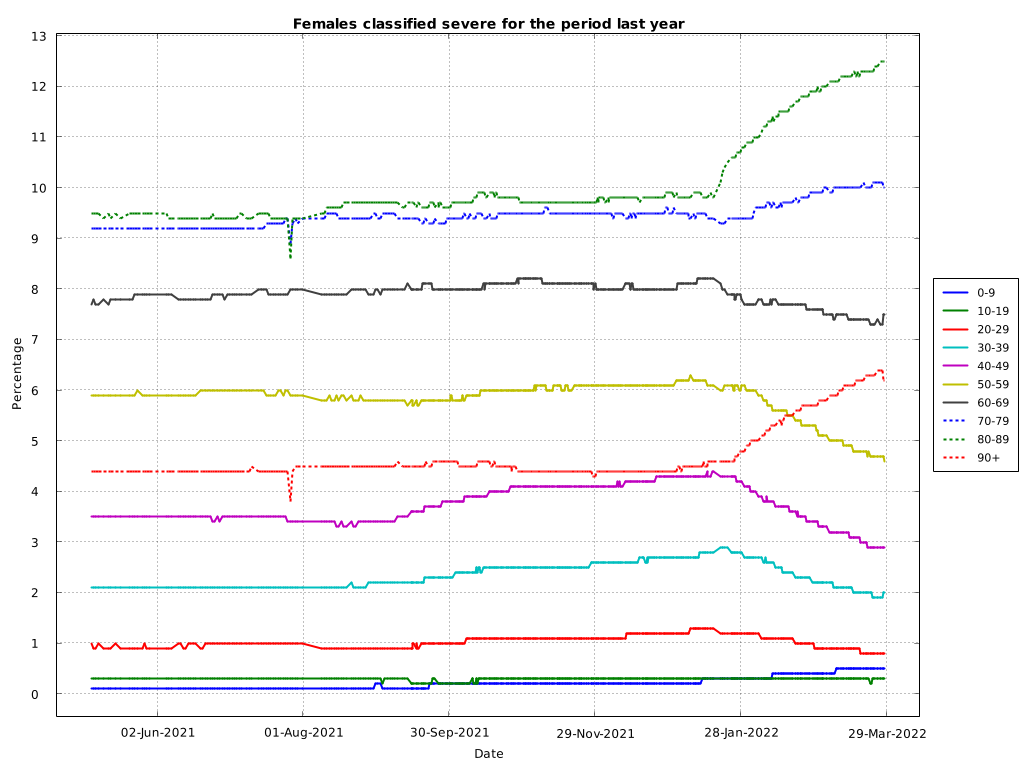 Females classified severe for the period last year
13
12
11
10
9
8
7
6
5
4
3
2
1
0
Percentage
02-Jun-2021
01-Aug-2021
30-Sep-2021
29-Nov-2021
28-Jan-2022
29-Mar-2022
Date
0-9
10-19
20-29
30-39
40-49
50-59
60-69
70-79
80-89
90+